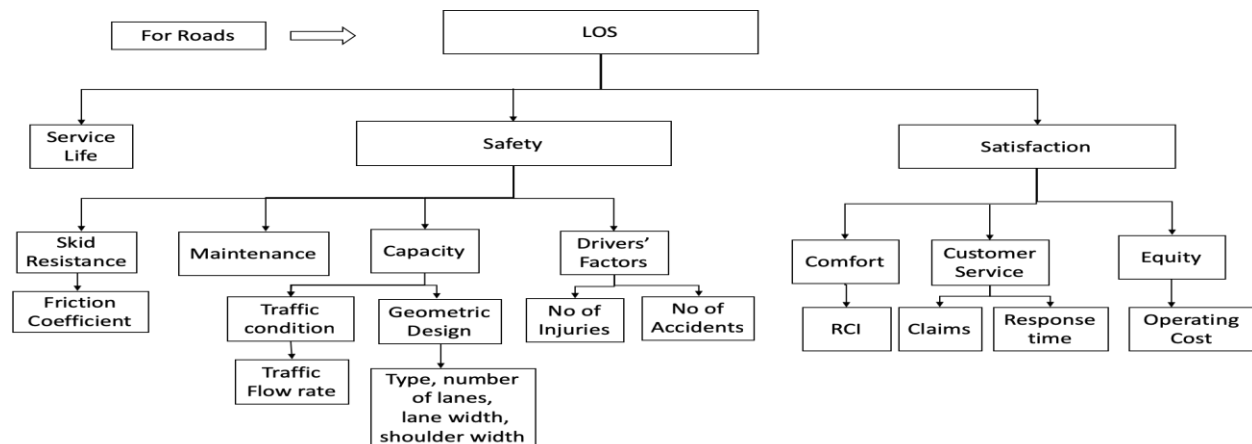 For Roads
LOS
Service
Life
Safety
Satisfaction
Skid
Resistance
Maintenance
Capacity
Drivers’
Factors
Comfort
Customer
Service
Equity
Friction
Coefficient
Traffic
condition
Geometric
Design
No of
Injuries
No of
Accidents
RCI
Claims
Response
time
Operating
Cost
Traffic
Flow rate
Type, number
of lanes,
lane width,
shoulder width